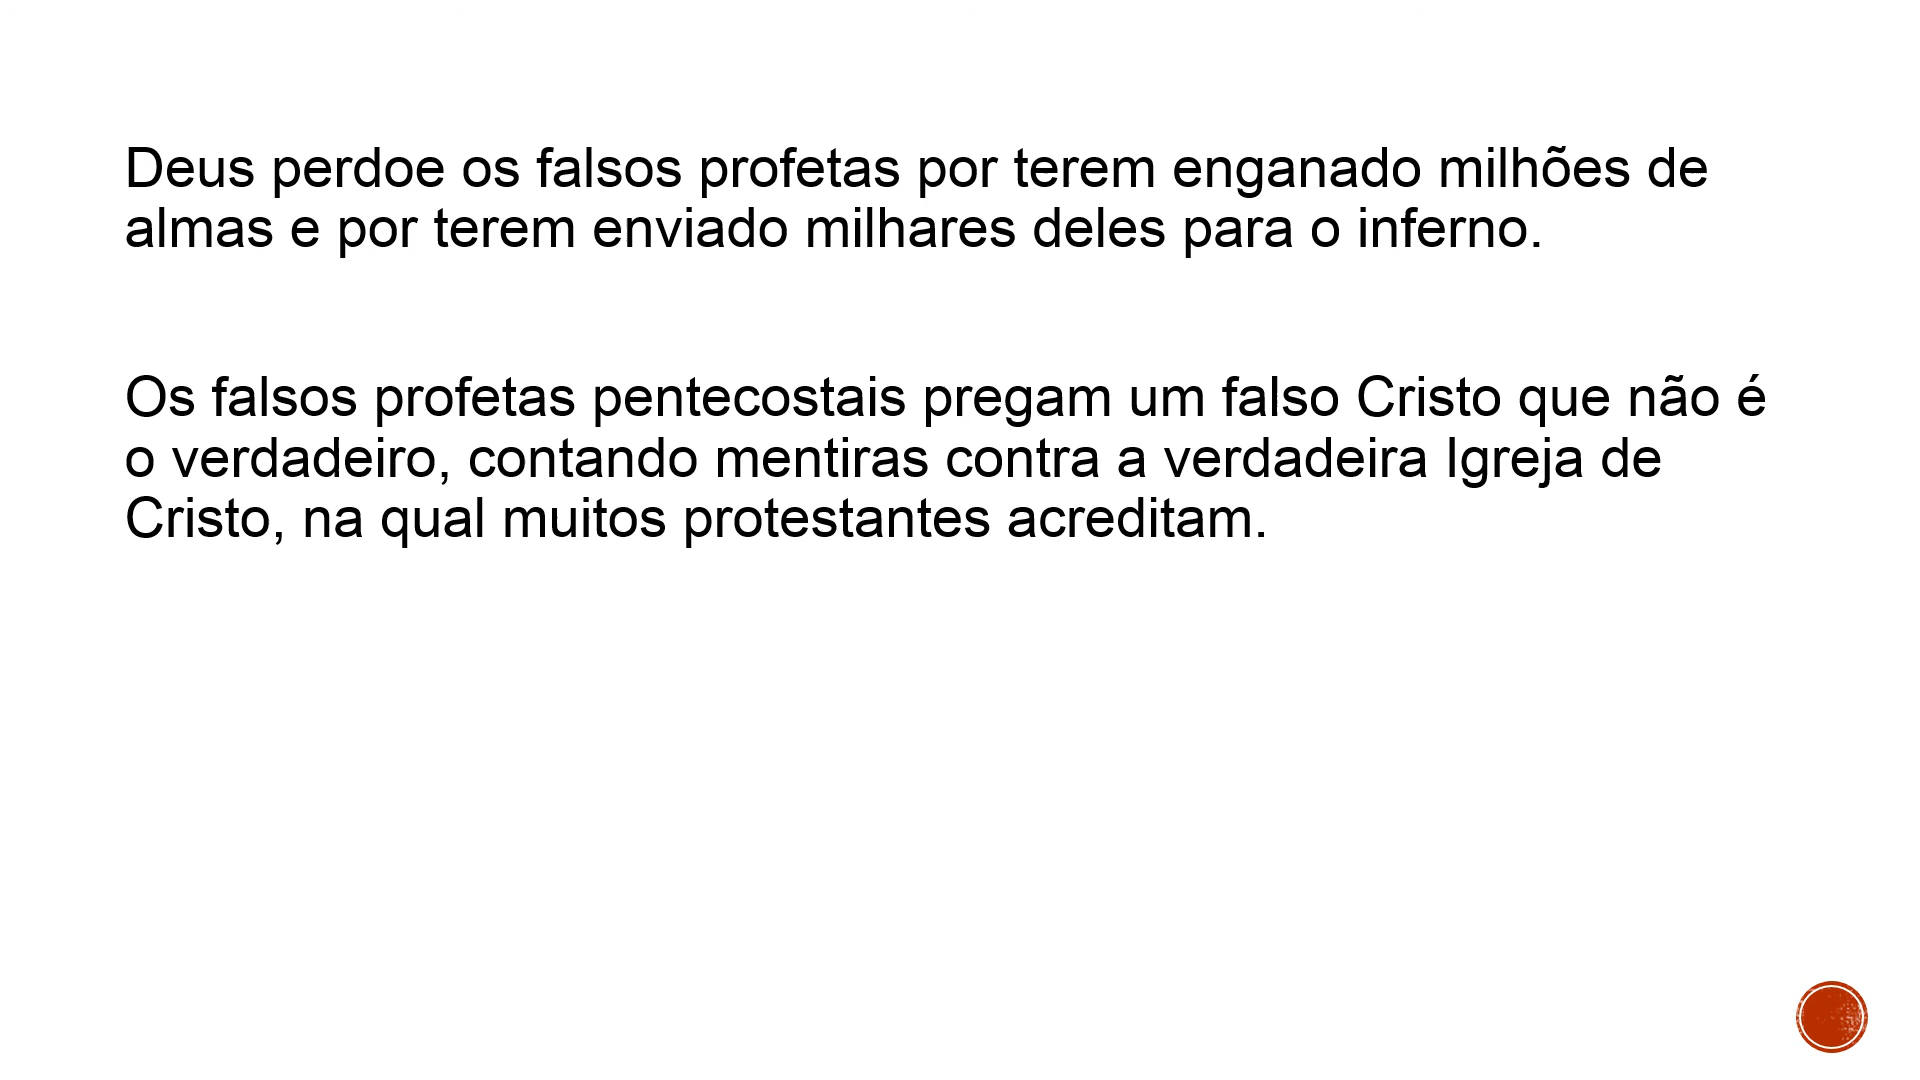 Deus perdoe os falsos profetas por terem enganado milhões de
almas e por terem enviado milhares deles para o inferno.
Os falsos profetas pentecostais pregam um falso Cristo que não é
o verdadeiro, contando mentiras contra a verdadeira Igreja de
Cristo, na qual muitos protestantes acreditam.